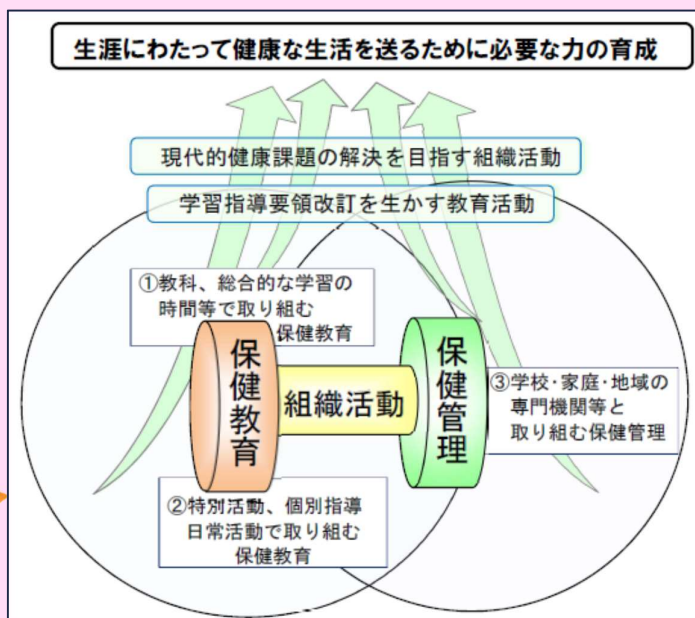 生涯にわたって健康な生活を送るために必要な力の育成
現代的健康課題の解決を目指す組織活動
学習指導要領改訂を生かす教育活動
①教科、総合的な学習の
時間等で取り組む
保健教育
保健教育
組織活動
保健管理
③学校・家庭・地域の
専門機関等と
取り組む保健管理
②特別活動、個別指導
日常活動で取り組む
保健教育